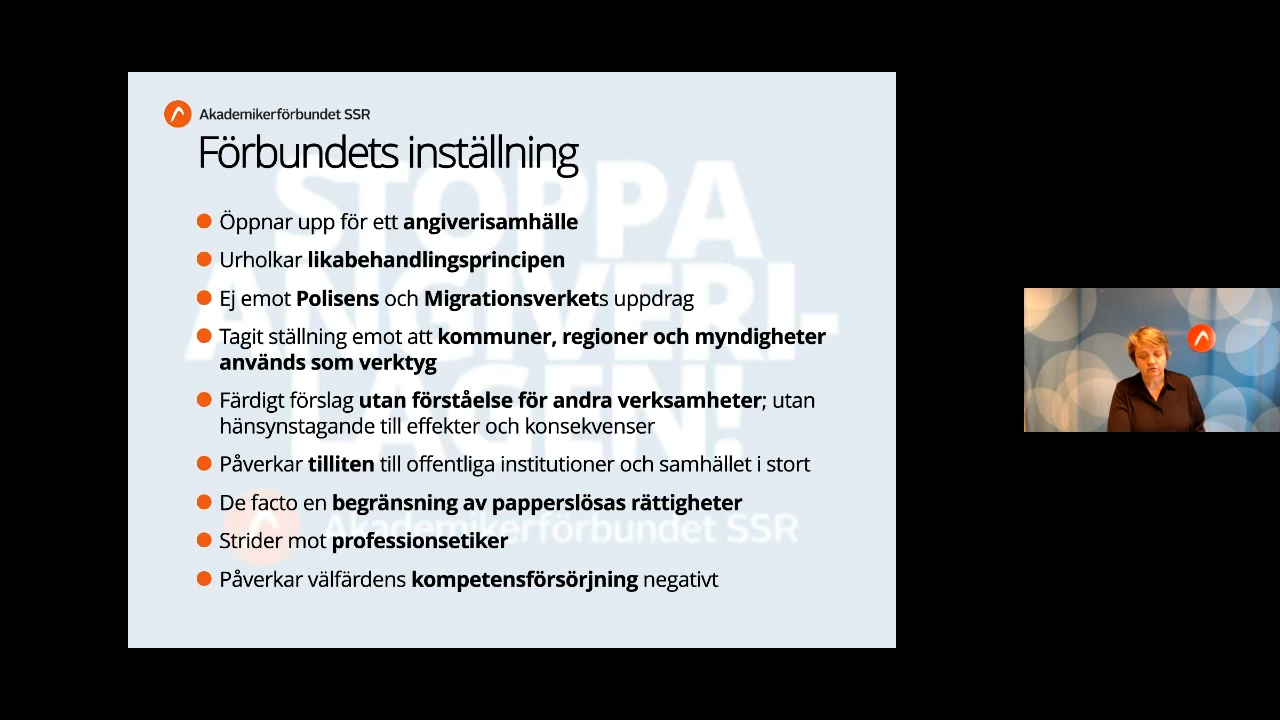 Akademikerförbundet SSR
Förbundets inställning
STOPPA
ANGIVERI-
LAGEN!
Öppnar upp för ett angiverisamhälle
Urholkar likabehandlingsprincipen
Ej emot Polisens och Migrationsverkets uppdrag
Tagit ställning emot att kommuner, regioner och myndigheter
används som verktyg
Färdigt förslag utan förståelse för andra verksamheter; utan
hänsynstagande till effekter och konsekvenser
Påverkar tilliten till offentliga institutioner och samhället i stort
De facto en begränsning av papperslösas rättigheter
Akademikerförbundet SSR
Strider mot professionsetiker
Påverkar välfärdens kompetensförsörjning negativt